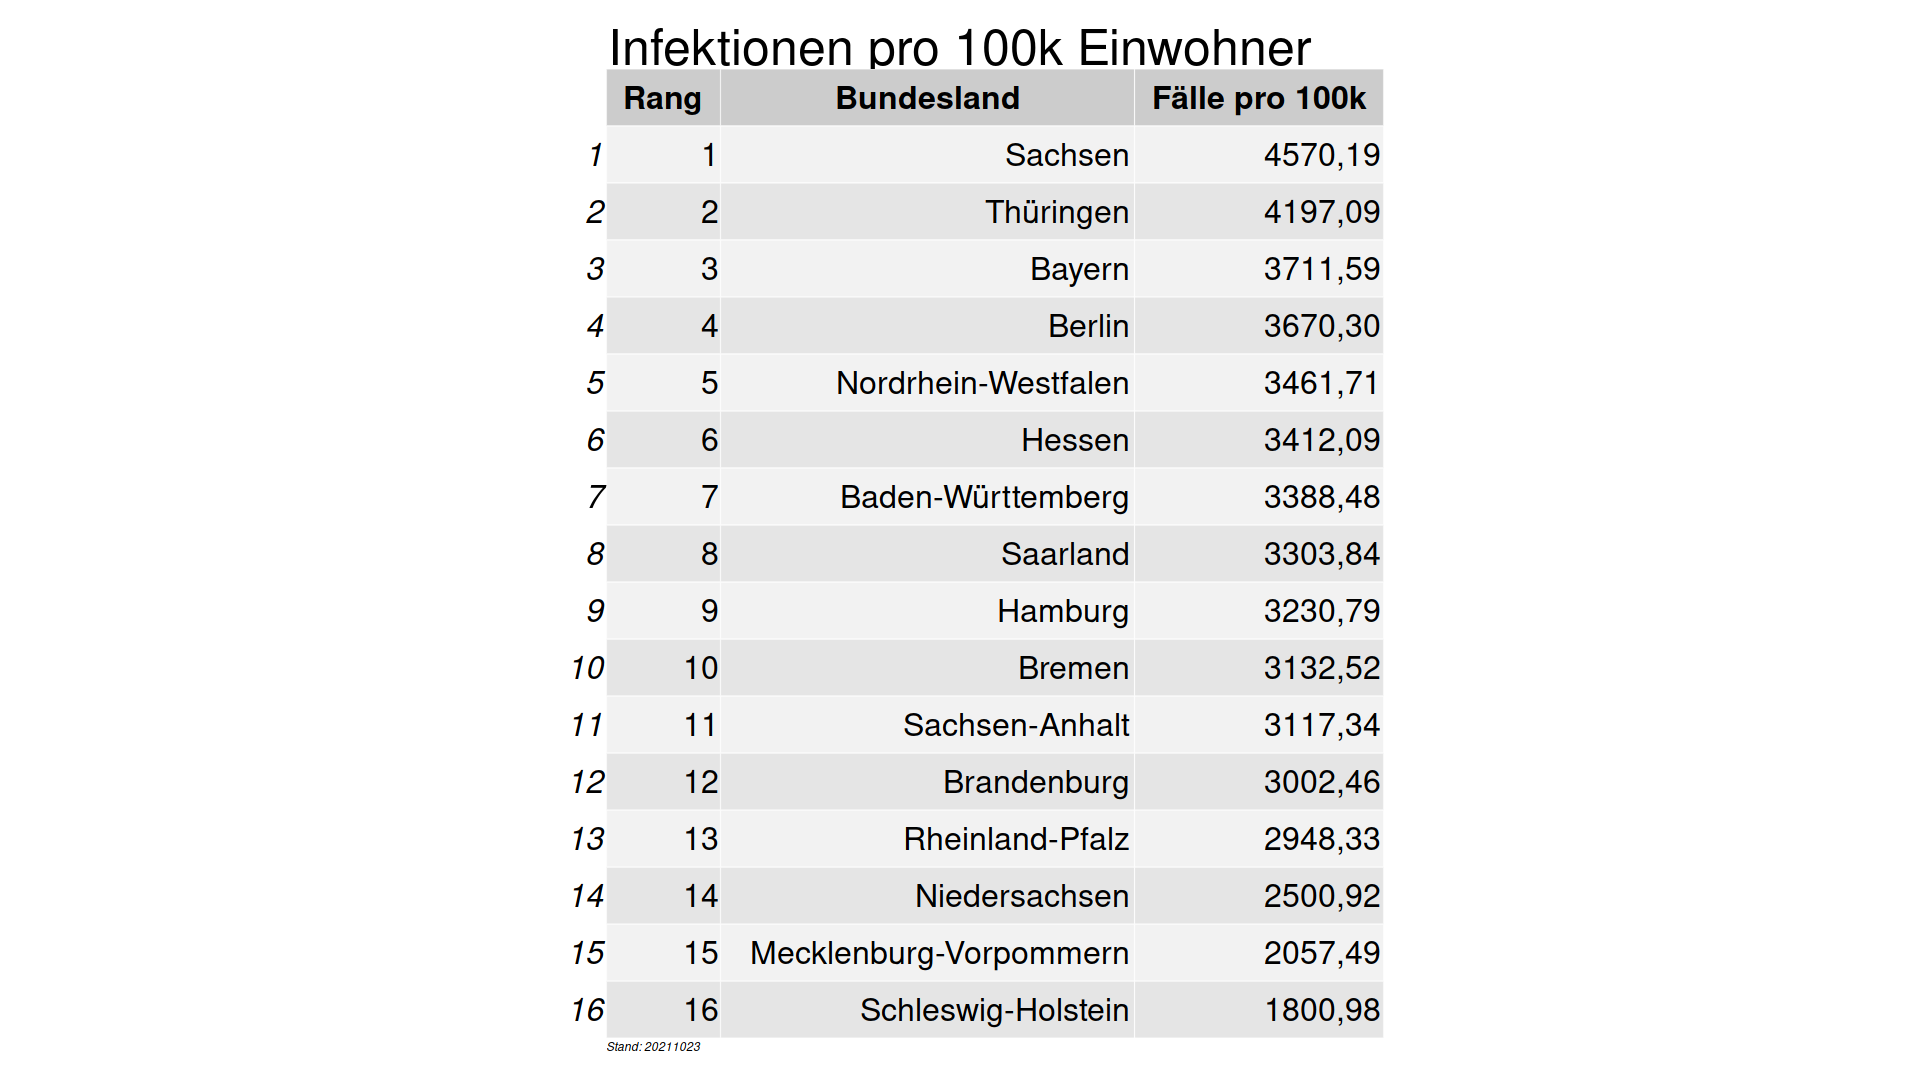 Infektionen pro 100k Einwohner
Rang Bundesland Fälle pro 100k
1 1 Sachsen 4570,19
2 2 Thüringen 4197,09
3 3 Bayern 3711,59
4 4 Berlin 3670,30
5 5 Nordrhein-Westfalen 3461,71
6 6 Hessen 3412,09
7 7 Baden-Württemberg 3388,48
8 8 Saarland 3303,84
9 9 Hamburg 3230,79
10 10 Bremen 3132,52
11 11 Sachsen-Anhalt 3117,34
12 12 Brandenburg 3002,46
13 13 Rheinland-Pfalz 2948,33
14 14 Niedersachsen 2500,92
15 15 Mecklenburg-Vorpommern 2057,49
16 16 Schleswig-Holstein 1800,98
Stand: 20211023